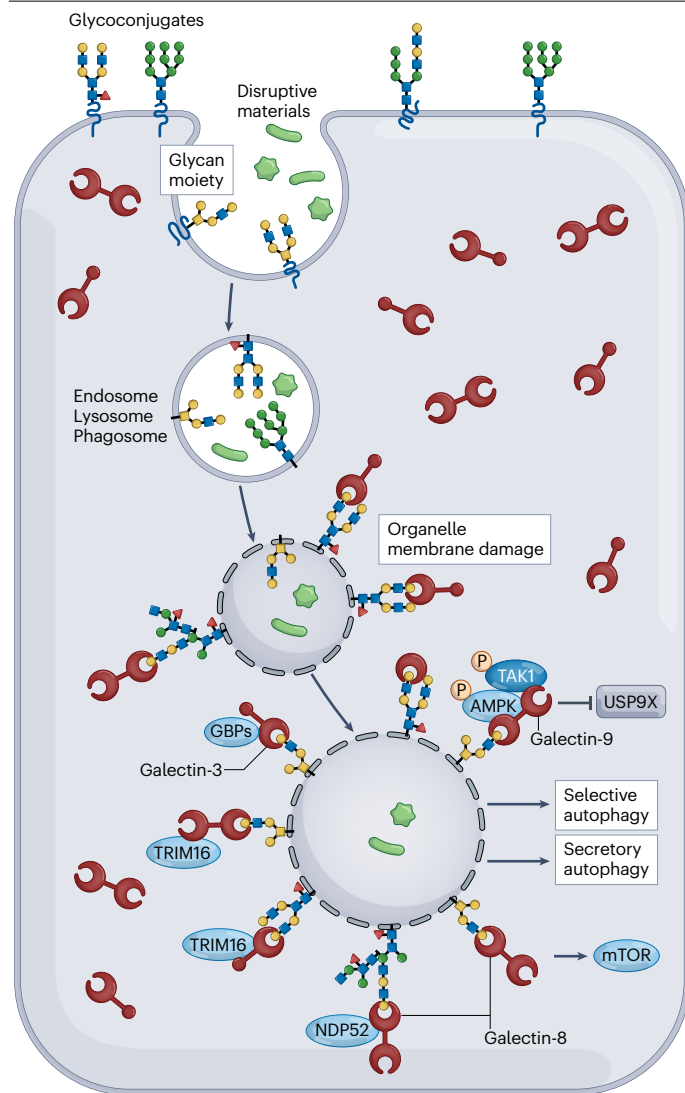 Glycoconjugates
Disruptive
materials
Glycan
moiety
Endosome
Lysosome
Phagosome
Organelle
membrane damage
P
TAK1
P
AMPK
USP9X
GBPs
Galectin-9
Galectin-3
Selective
autophagy
TRIM16
Secretory
autophagy
TRIM16
mTOR
NDP52
Galectin-8